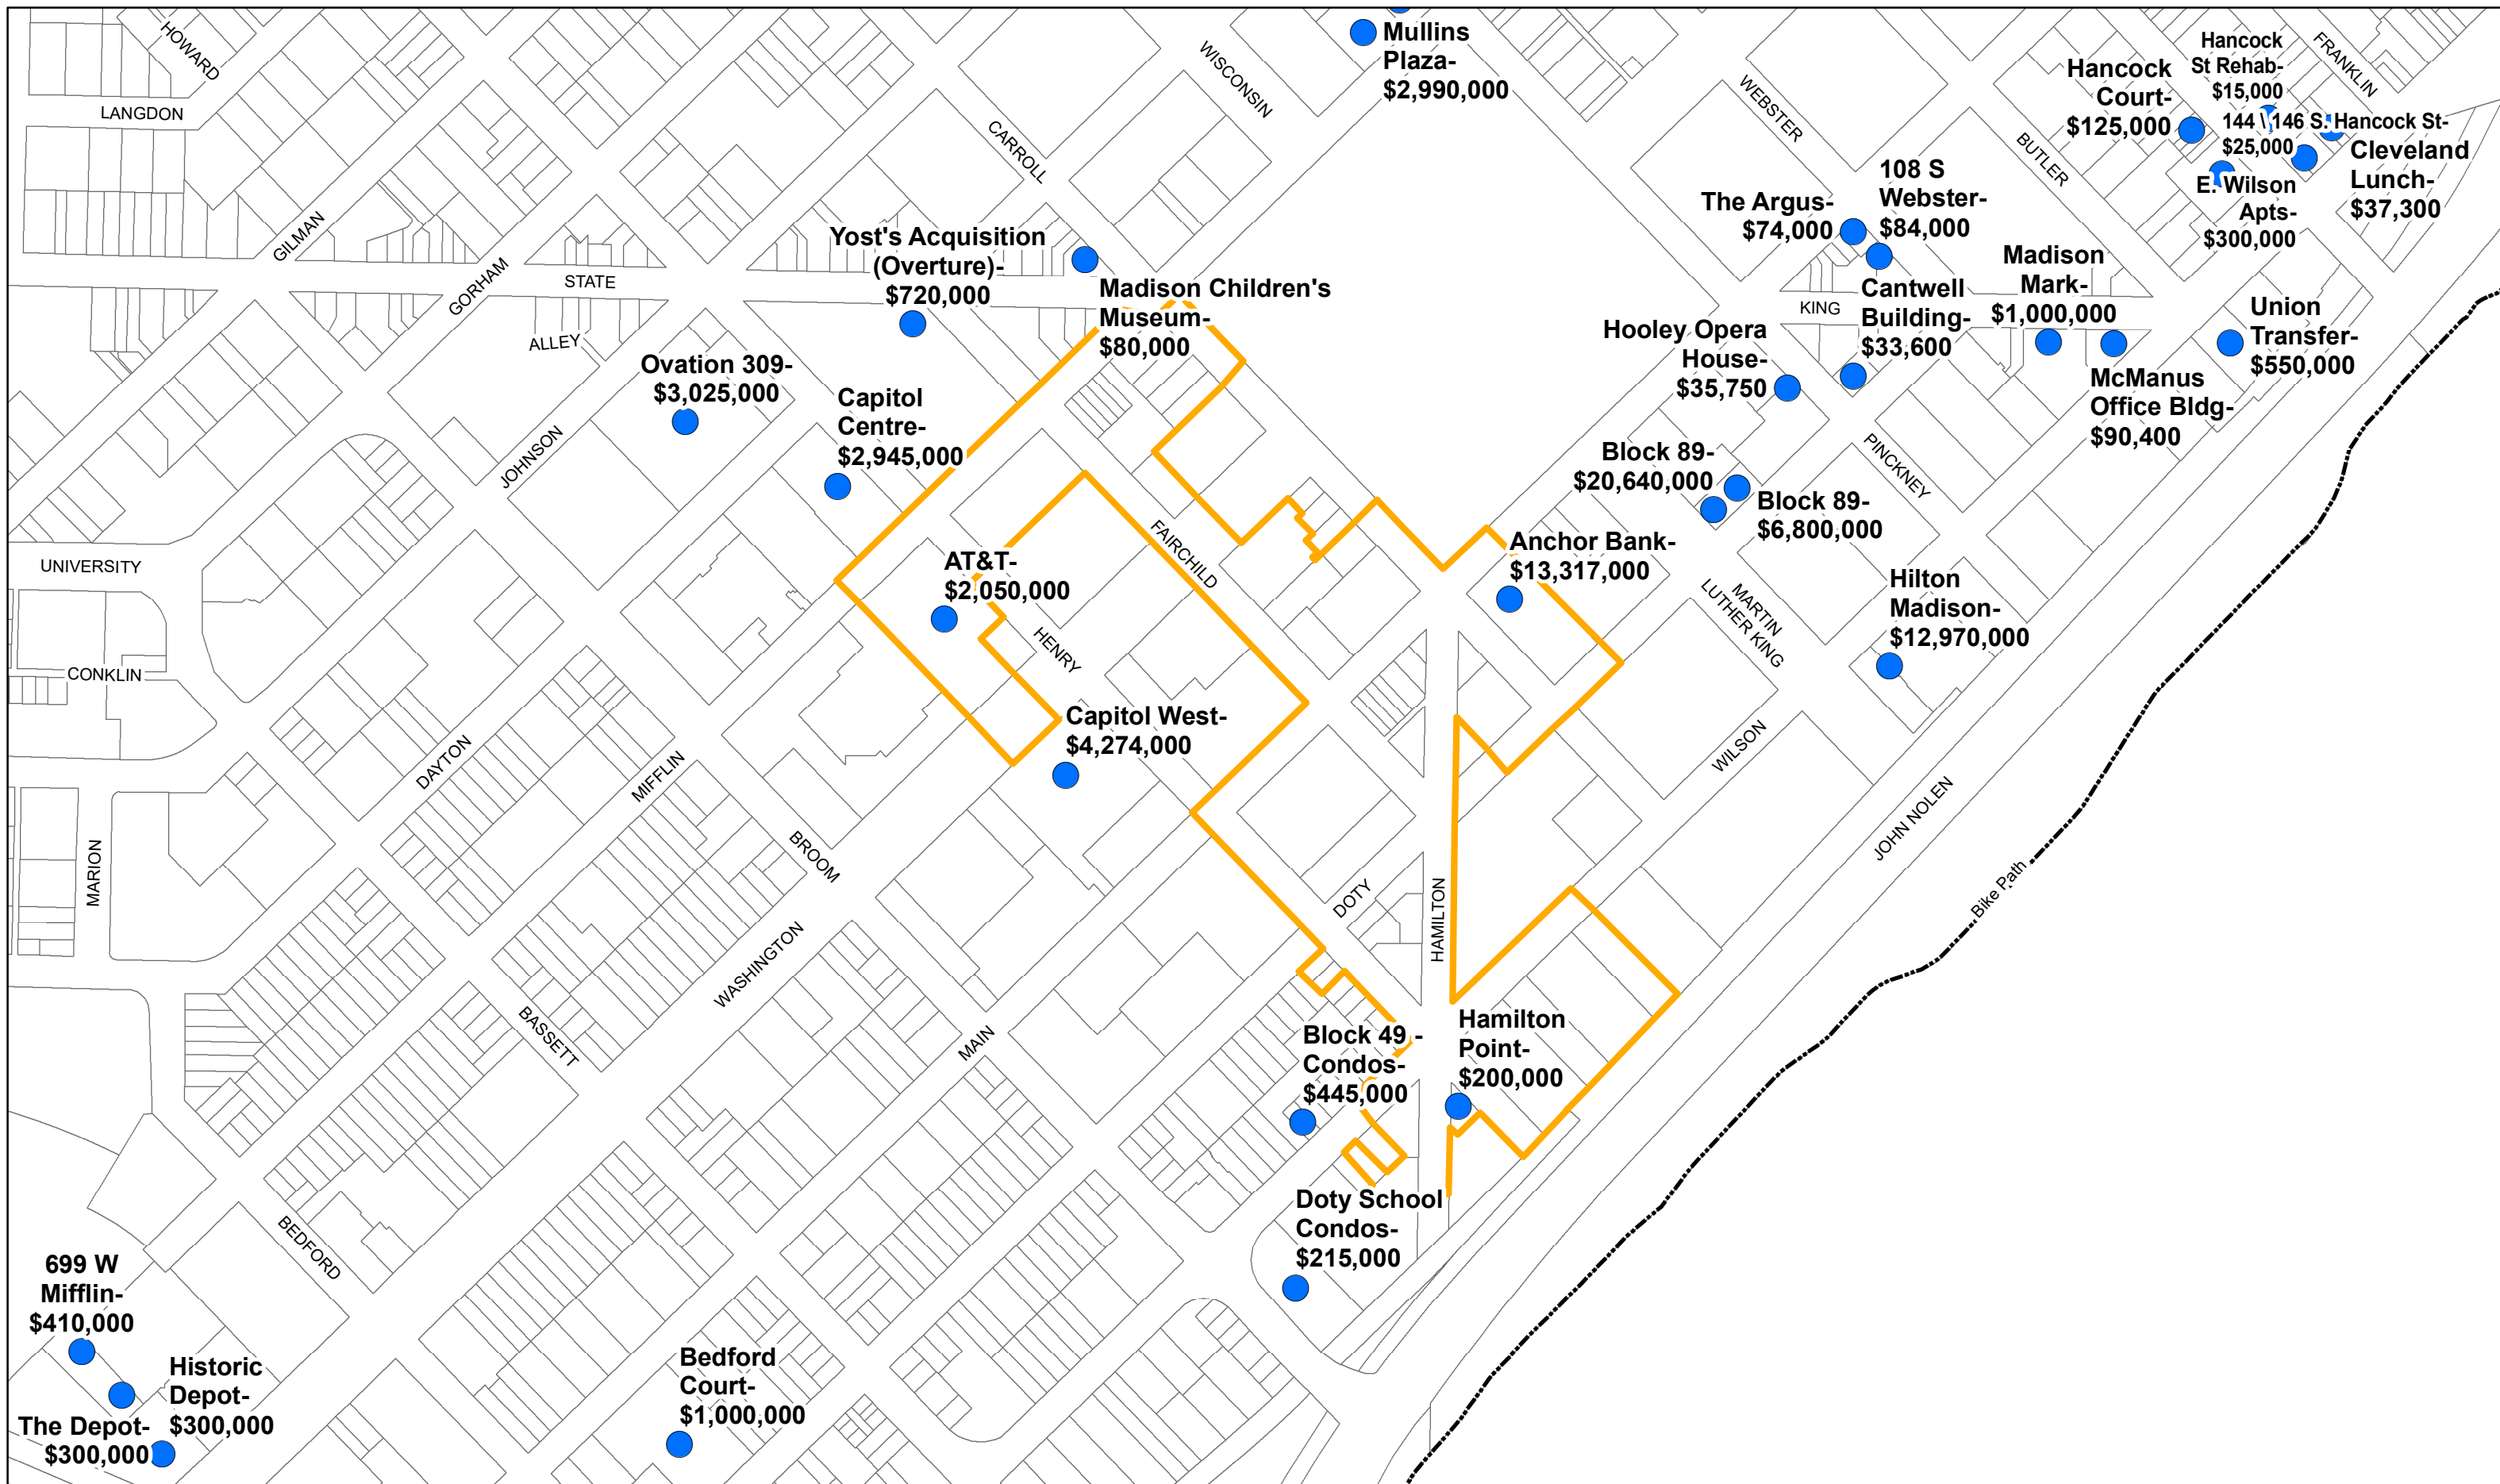 HOWARD
LANGDON
GILMAN
GORHAM
STATE
ALLEY
JOHNSON
WISCONSIN
CARROLL
Mullins
Plaza-
$2,990,000
WEBSTER
BUTLER
FRANKLIN
Hancock
Court-
$125,000
Hancock
St Rehab-
$15,000
144 \ 146 S. Hancock St-
$25,000
Cleveland
Lunch-
$37,300
E. Wilson
Apts-
$300,000
108 S
Webster-
$84,000
The Argus-
$74,000
Yost's Acquisition
(Overture)-
$720,000
Madison Children's
Museum-
$80,000
KING
Cantwell
Building-
$33,600
Madison
Mark-
$1,000,000
Union
Transfer-
$550,000
Hooley Opera
House-
$35,750
McManus
Office Bldg-
$90,400
Ovation 309-
$3,025,000
Capitol
Centre-
$2,945,000
Block 89-
$20,640,000
Block 89-
$6,800,000
PINCKNEY
UNIVERSITY
CONKLIN
AT&T-
$2,050,000
FAIRCHILD
HENRY
Anchor Bank-
$13,317,000
MARTIN
LUTHER KING
Hilton
Madison-
$12,970,000
Capitol West-
$4,274,000
DAYTON
MIFFLIN
WILSON
JOHN NOLEN
MARION
BROOM
DOTY
HAMILTON
Bike Path
WASHINGTON
BASSETT
MAIN
Block 49 -
Condos-
$445,000
Hamilton
Point-
$200,000
Doty School
Condos-
$215,000
BEDFORD
699 W
Mifflin-
$410,000
Historic
Depot-
$300,000
The Depot-
$300,000
Bedford
Court-
$1,000,000